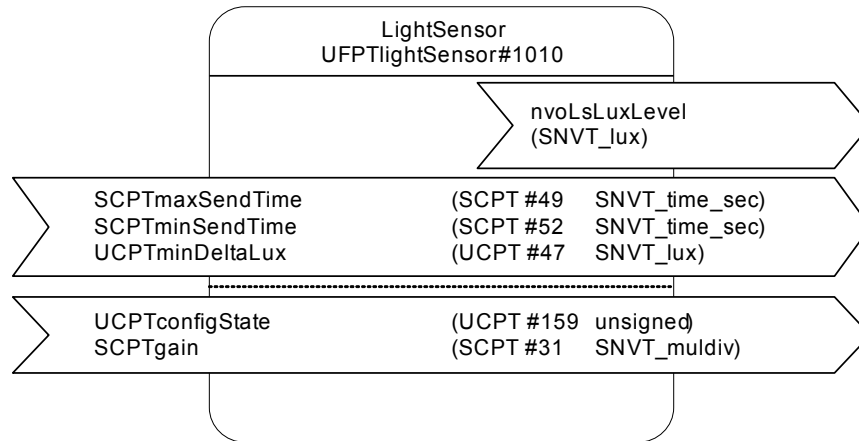 LightSensor
UFPTlightSensor#1010
nvoLsLuxLevel
(SNVT_lux)
SCPTmaxSendTime (SCPT #49 SNVT_time_sec)
SCPTminSendTime (SCPT #52 SNVT_time_sec)
UCPTminDeltaLux (UCPT #47 SNVT_lux)
UCPTconfigState (UCPT #159 unsigned)
SCPTgain (SCPT #31 SNVT_muldiv)